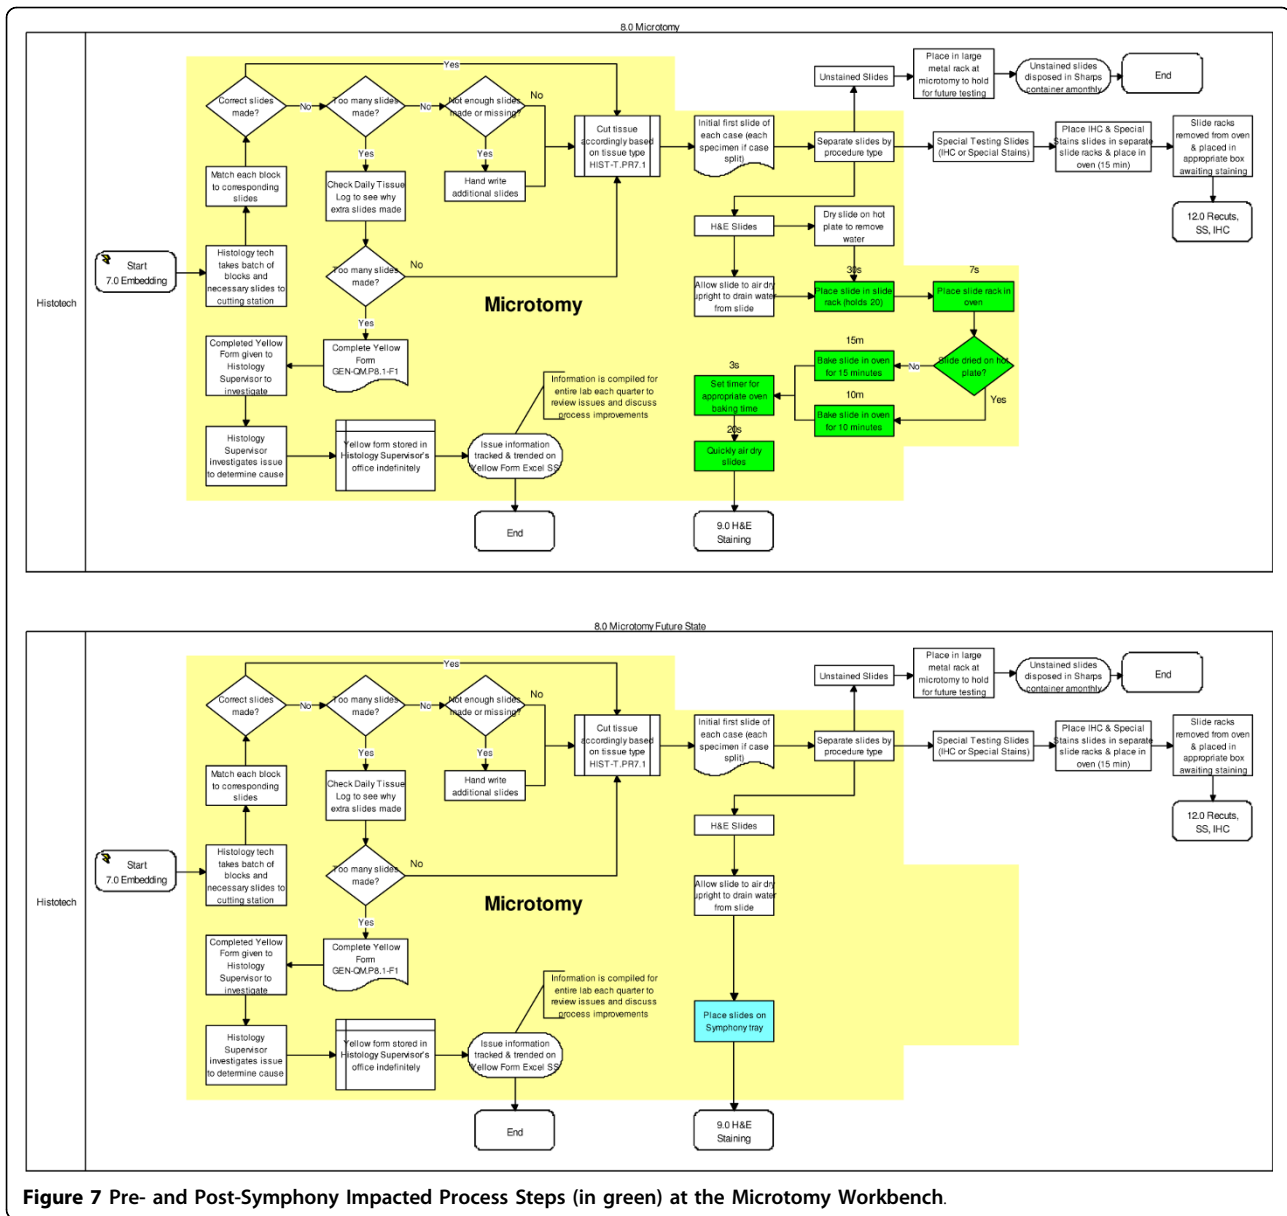 8.0 Microtomy
Histotech
Start
7.0 Embedding
Histology tech
takes batch of
blocks and
necessary slides to
cutting station
Match each block
to corresponding
slides
Correct slides
made?
Yes
No
Too many slides
made?
No
Yes
Not enough slides
made or missing?
No
Yes
Hand write
additional slides
Check Daily Tissue
Log to see why
extra slides made
Too many slides
made?
No
Yes
Complete Yellow
Form
GEN-QM.P8.1-F1
Completed Yellow
Form given to
Histology
Supervisor to
investigate
Histology
Supervisor
investigates issue
to determine cause
Yellow form stored in
Histology Supervisor's
office indefinitely
Issue information
tracked & trended on
Yellow Form Excel SS
Information is compiled for
entire lab each quarter to
review issues and discuss
process improvements
End
Microtomy
Cut tissue
accordingly based
on tissue type
HIST-T.PR7.1
Initial first slide of
each case (each
specimen if case
split)
Separate slides by
procedure type
Unstained Slides
Place in large
metal rack at
microtomy to hold
for future testing
Unstained slides
disposed in Sharps
container amonthly
End
Special Testing Slides
(IHC or Special Stains)
Place IHC & Special
Stains slides in separate
slide racks & place in
oven (15 min)
Slide racks
removed from oven
& placed in
appropriate box
awaiting staining
12.0 Recuts,
SS, IHC
H&E Slides
Dry slide on hot
plate to remove
water
Allow slide to air dry
upright to drain water
from slide
30s
Place slide in slide
rack (holds 20)
7s
Place slide rack in
oven
Slide dried on hot
plate?
No
Yes
15m
Bake slide in oven
for 15 minutes
10m
Bake slide in oven
for 10 minutes
3s
Set timer for
appropriate oven
baking time
20s
Quickly air dry
slides
9.0 H&E
Staining
8.0 Microtomy Future State
Histotech
Start
7.0 Embedding
Histology tech
takes batch of
blocks and
necessary slides to
cutting station
Match each block
to corresponding
slides
Correct slides
made?
Yes
No
Too many slides
made?
No
Yes
Not enough slides
made or missing?
No
Yes
Hand write
additional slides
Check Daily Tissue
Log to see why
extra slides made
Too many slides
made?
No
Yes
Complete Yellow
Form
GEN-QM.P8.1-F1
Completed Yellow
Form given to
Histology
Supervisor to
investigate
Histology
Supervisor
investigates issue
to determine cause
Yellow form stored in
Histology Supervisor's
office indefinitely
Issue information
tracked & trended on
Yellow Form Excel SS
Information is compiled for
entire lab each quarter to
review issues and discuss
process improvements
End
Microtomy
Cut tissue
accordingly based
on tissue type
HIST-T.PR7.1
Initial first slide of
each case (each
specimen if case
split)
Separate slides by
procedure type
Unstained Slides
Place in large
metal rack at
microtomy to hold
for future testing
Unstained slides
disposed in Sharps
container amonthly
End
Special Testing Slides
(IHC or Special Stains)
Place IHC & Special
Stains slides in separate
slide racks & place in
oven (15 min)
Slide racks
removed from oven
& placed in
appropriate box
awaiting staining
12.0 Recuts,
SS, IHC
H&E Slides
Allow slide to air dry
upright to drain water
from slide
Place slides on
Symphony tray
9.0 H&E
Staining
Figure 7 Pre- and Post-Symphony Impacted Process Steps (in green) at the Microtomy Workbench.